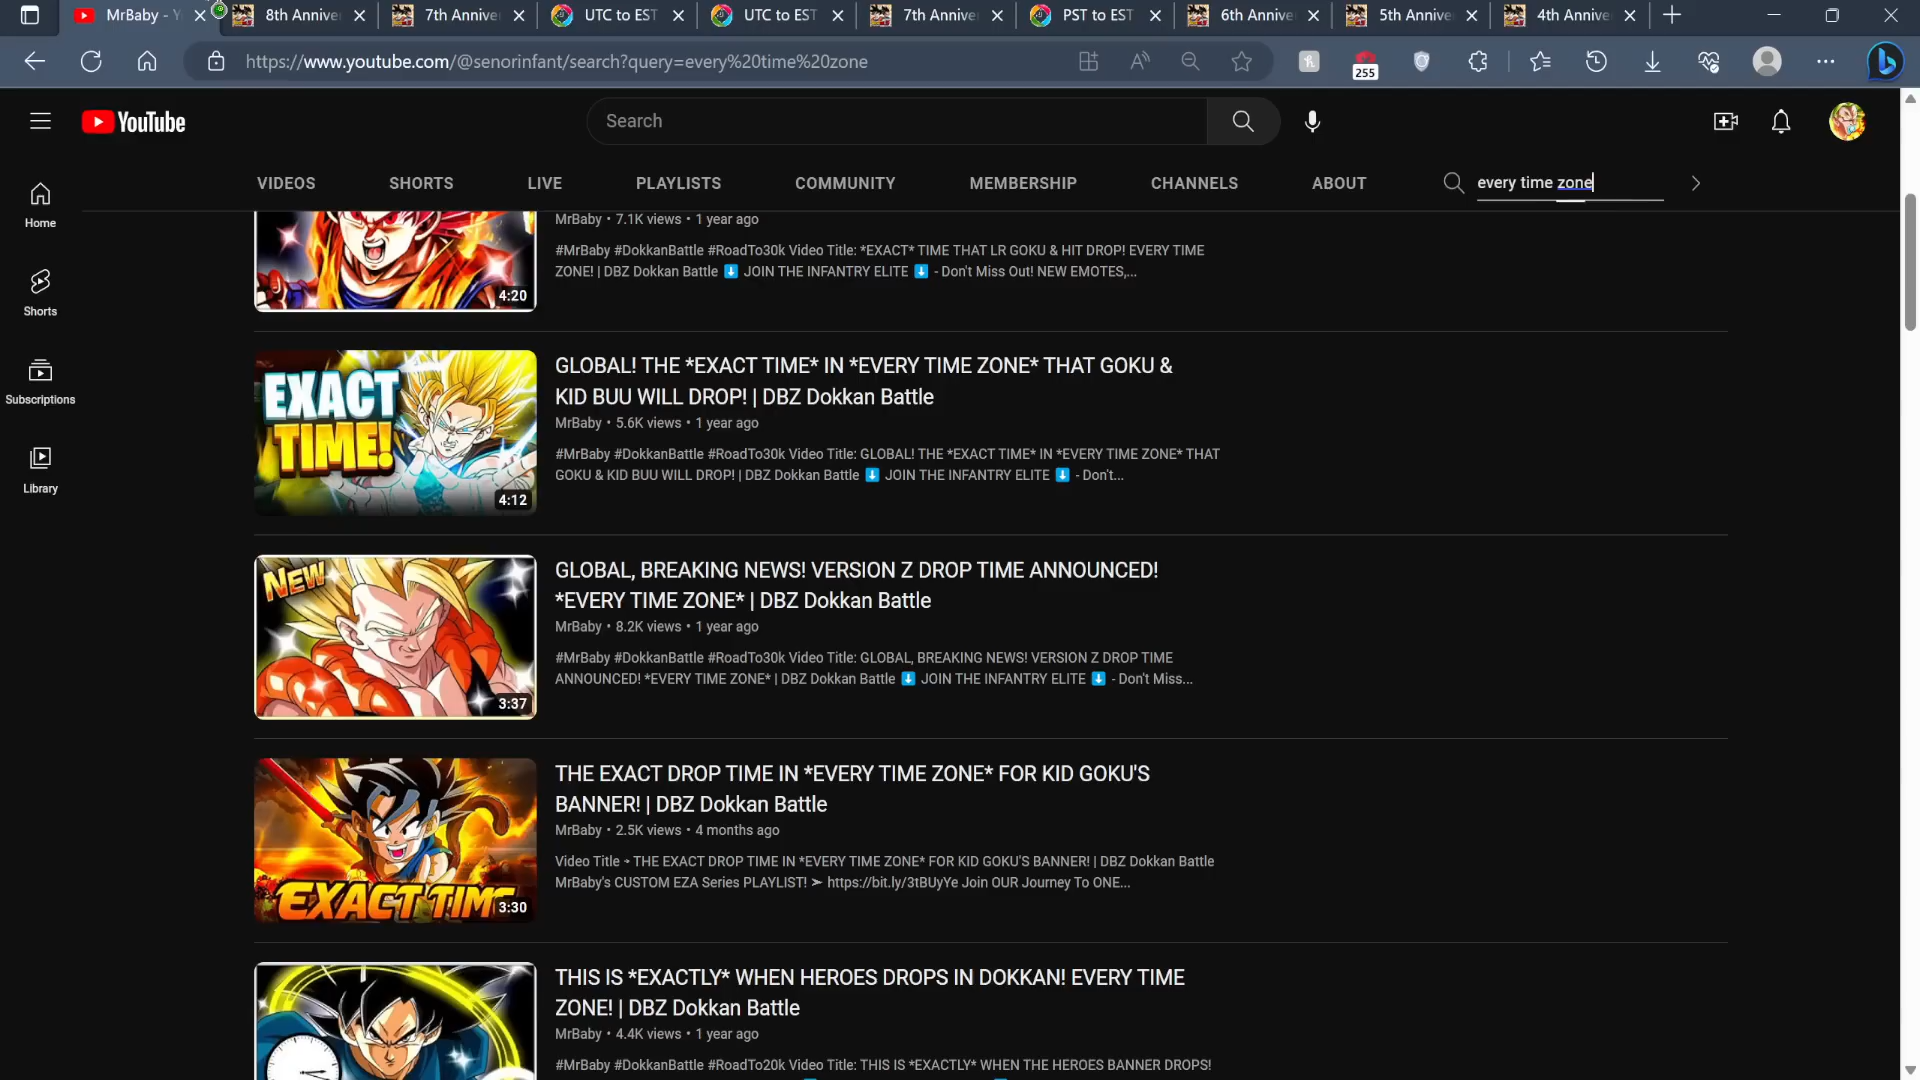 MrBaby - Y
8th Anniver
7th Anniver
UTC to EST
UTC to EST
7th Anniver
PST to EST
6th Anniver
5th Anniver
4th Anniver
https://www.youtube.com/@senorinfant/search?query=every%20time%20zone
255
YouTube
Search
VIDEOS
SHORTS
LIVE
PLAYLISTS
COMMUNITY
MEMBERSHIP
CHANNELS
ABOUT
every time zone
Home
Shorts
Subscriptions
Library
4:20
MrBaby • 7.1K views • 1 year ago
#MrBaby #DokkanBattle #RoadTo30k Video Title: *EXACT* TIME THAT LR GOKU & HIT DROP! EVERY TIME
ZONE! | DBZ Dokkan Battle ⬇ JOIN THE INFANTRY ELITE ⬇ - Don't Miss Out! NEW EMOTES,...
EXACT
TIME!
4:12
GLOBAL! THE *EXACT TIME* IN *EVERY TIME ZONE* THAT GOKU &
KID BUU WILL DROP! | DBZ Dokkan Battle
MrBaby • 5.6K views • 1 year ago
#MrBaby #DokkanBattle #RoadTo30k Video Title: GLOBAL! THE *EXACT TIME* IN *EVERY TIME ZONE* THAT
GOKU & KID BUU WILL DROP! | DBZ Dokkan Battle ⬇ JOIN THE INFANTRY ELITE ⬇ - Don't...
NEW
3:37
GLOBAL, BREAKING NEWS! VERSION Z DROP TIME ANNOUNCED!
*EVERY TIME ZONE* | DBZ Dokkan Battle
MrBaby • 8.2K views • 1 year ago
#MrBaby #DokkanBattle #RoadTo30k Video Title: GLOBAL, BREAKING NEWS! VERSION Z DROP TIME
ANNOUNCED! *EVERY TIME ZONE* | DBZ Dokkan Battle ⬇ JOIN THE INFANTRY ELITE ⬇ - Don't Miss...
EXACT TIME
3:30
THE EXACT DROP TIME IN *EVERY TIME ZONE* FOR KID GOKU'S
BANNER! | DBZ Dokkan Battle
MrBaby • 2.5K views • 4 months ago
Video Title ➛ THE EXACT DROP TIME IN *EVERY TIME ZONE* FOR KID GOKU'S BANNER! | DBZ Dokkan Battle
MrBaby's CUSTOM EZA Series PLAYLIST! ➤ https://bit.ly/3tBUyYe Join OUR Journey To ONE...
THIS IS *EXACTLY* WHEN HEROES DROPS IN DOKKAN! EVERY TIME
ZONE! | DBZ Dokkan Battle
MrBaby • 4.4K views • 1 year ago
#MrBaby #DokkanBattle #RoadTo20k Video Title: THIS IS *EXACTLY* WHEN THE HEROES BANNER DROPS!